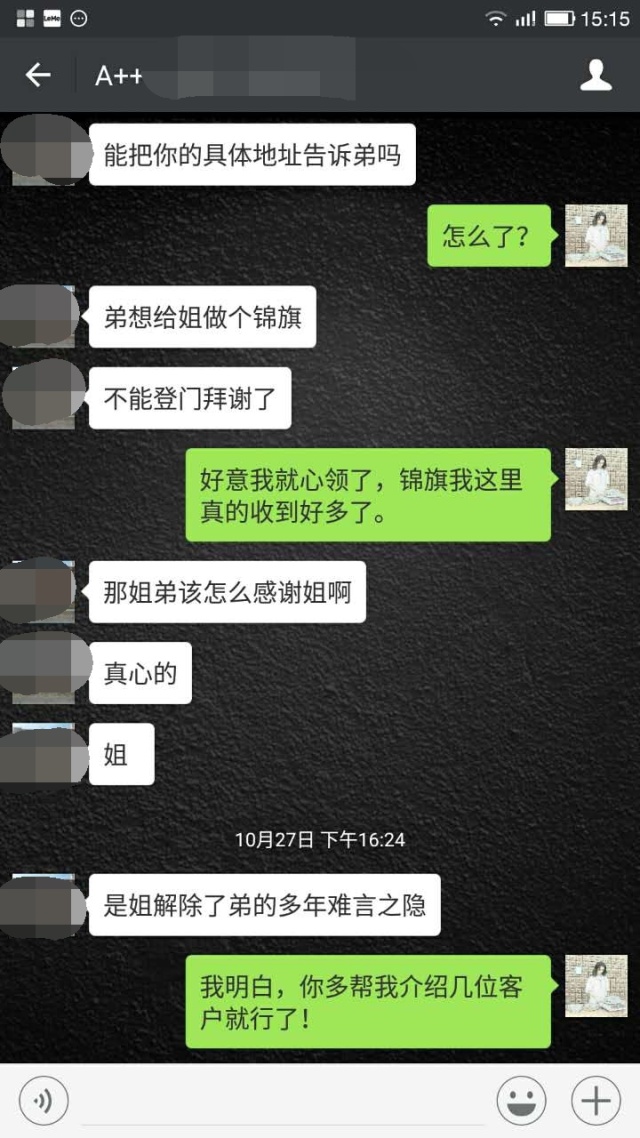 15:15
A++
能把你的具体地址告诉弟吗
怎么了？
弟想给姐做个锦旗
不能登门拜谢了
好意我就心领了，锦旗我这里
真的收到好多了。
那姐弟该怎么感谢姐啊
真心的
姐
10月27日 下午16:24
是姐解除了弟的多年难言之隐
我明白，你多帮我介绍几位客
户就行了！